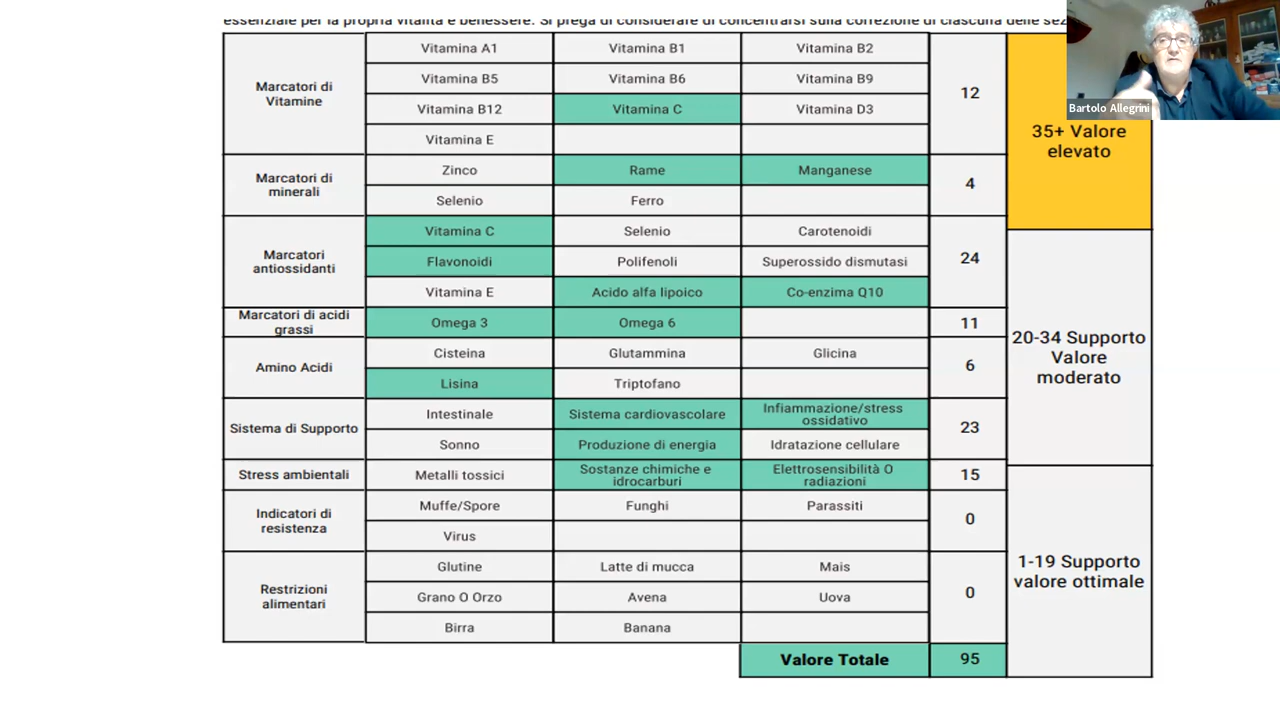 essenziale per la propria vitalità e benessere. Si prega di considerare di concentrarsi sulla correzione di ciascuna delle sez
Marcatori di
Vitamine
Vitamina A1
Vitamina B1
Vitamina B2
Vitamina B5
Vitamina B6
Vitamina B9
Vitamina B12
Vitamina C
Vitamina D3
Vitamina E
12
Marcatori di
minerali
Zinco
Rame
Manganese
Selenio
Ferro
4
Marcatori
antiossidanti
Vitamina C
Selenio
Carotenoidi
Flavonoidi
Polifenoli
Superossido dismutasi
Vitamina E
Acido alfa lipoico
Co-enzima Q10
24
Marcatori di acidi
grassi
Omega 3
Omega 6
11
Amino Acidi
Cisteina
Glutammina
Glicina
Lisina
Triptofano
6
Sistema di Supporto
Intestinale
Sistema cardiovascolare
Infiammazione/stress
ossidativo
Sonno
Produzione di energia
Idratazione cellulare
23
Stress ambientali
Metalli tossici
Sostanze chimiche e
idrocarburi
Elettrosensibilità O
radiazioni
15
Indicatori di
resistenza
Muffe/Spore
Funghi
Parassiti
Virus
0
Restrizioni
alimentari
Glutine
Latte di mucca
Mais
Grano O Orzo
Avena
Uova
Birra
Banana
0
Valore Totale
95
Bartolo Allegrini
35+ Valore
elevato
20-34 Supporto
Valore
moderato
1-19 Supporto
valore ottimale